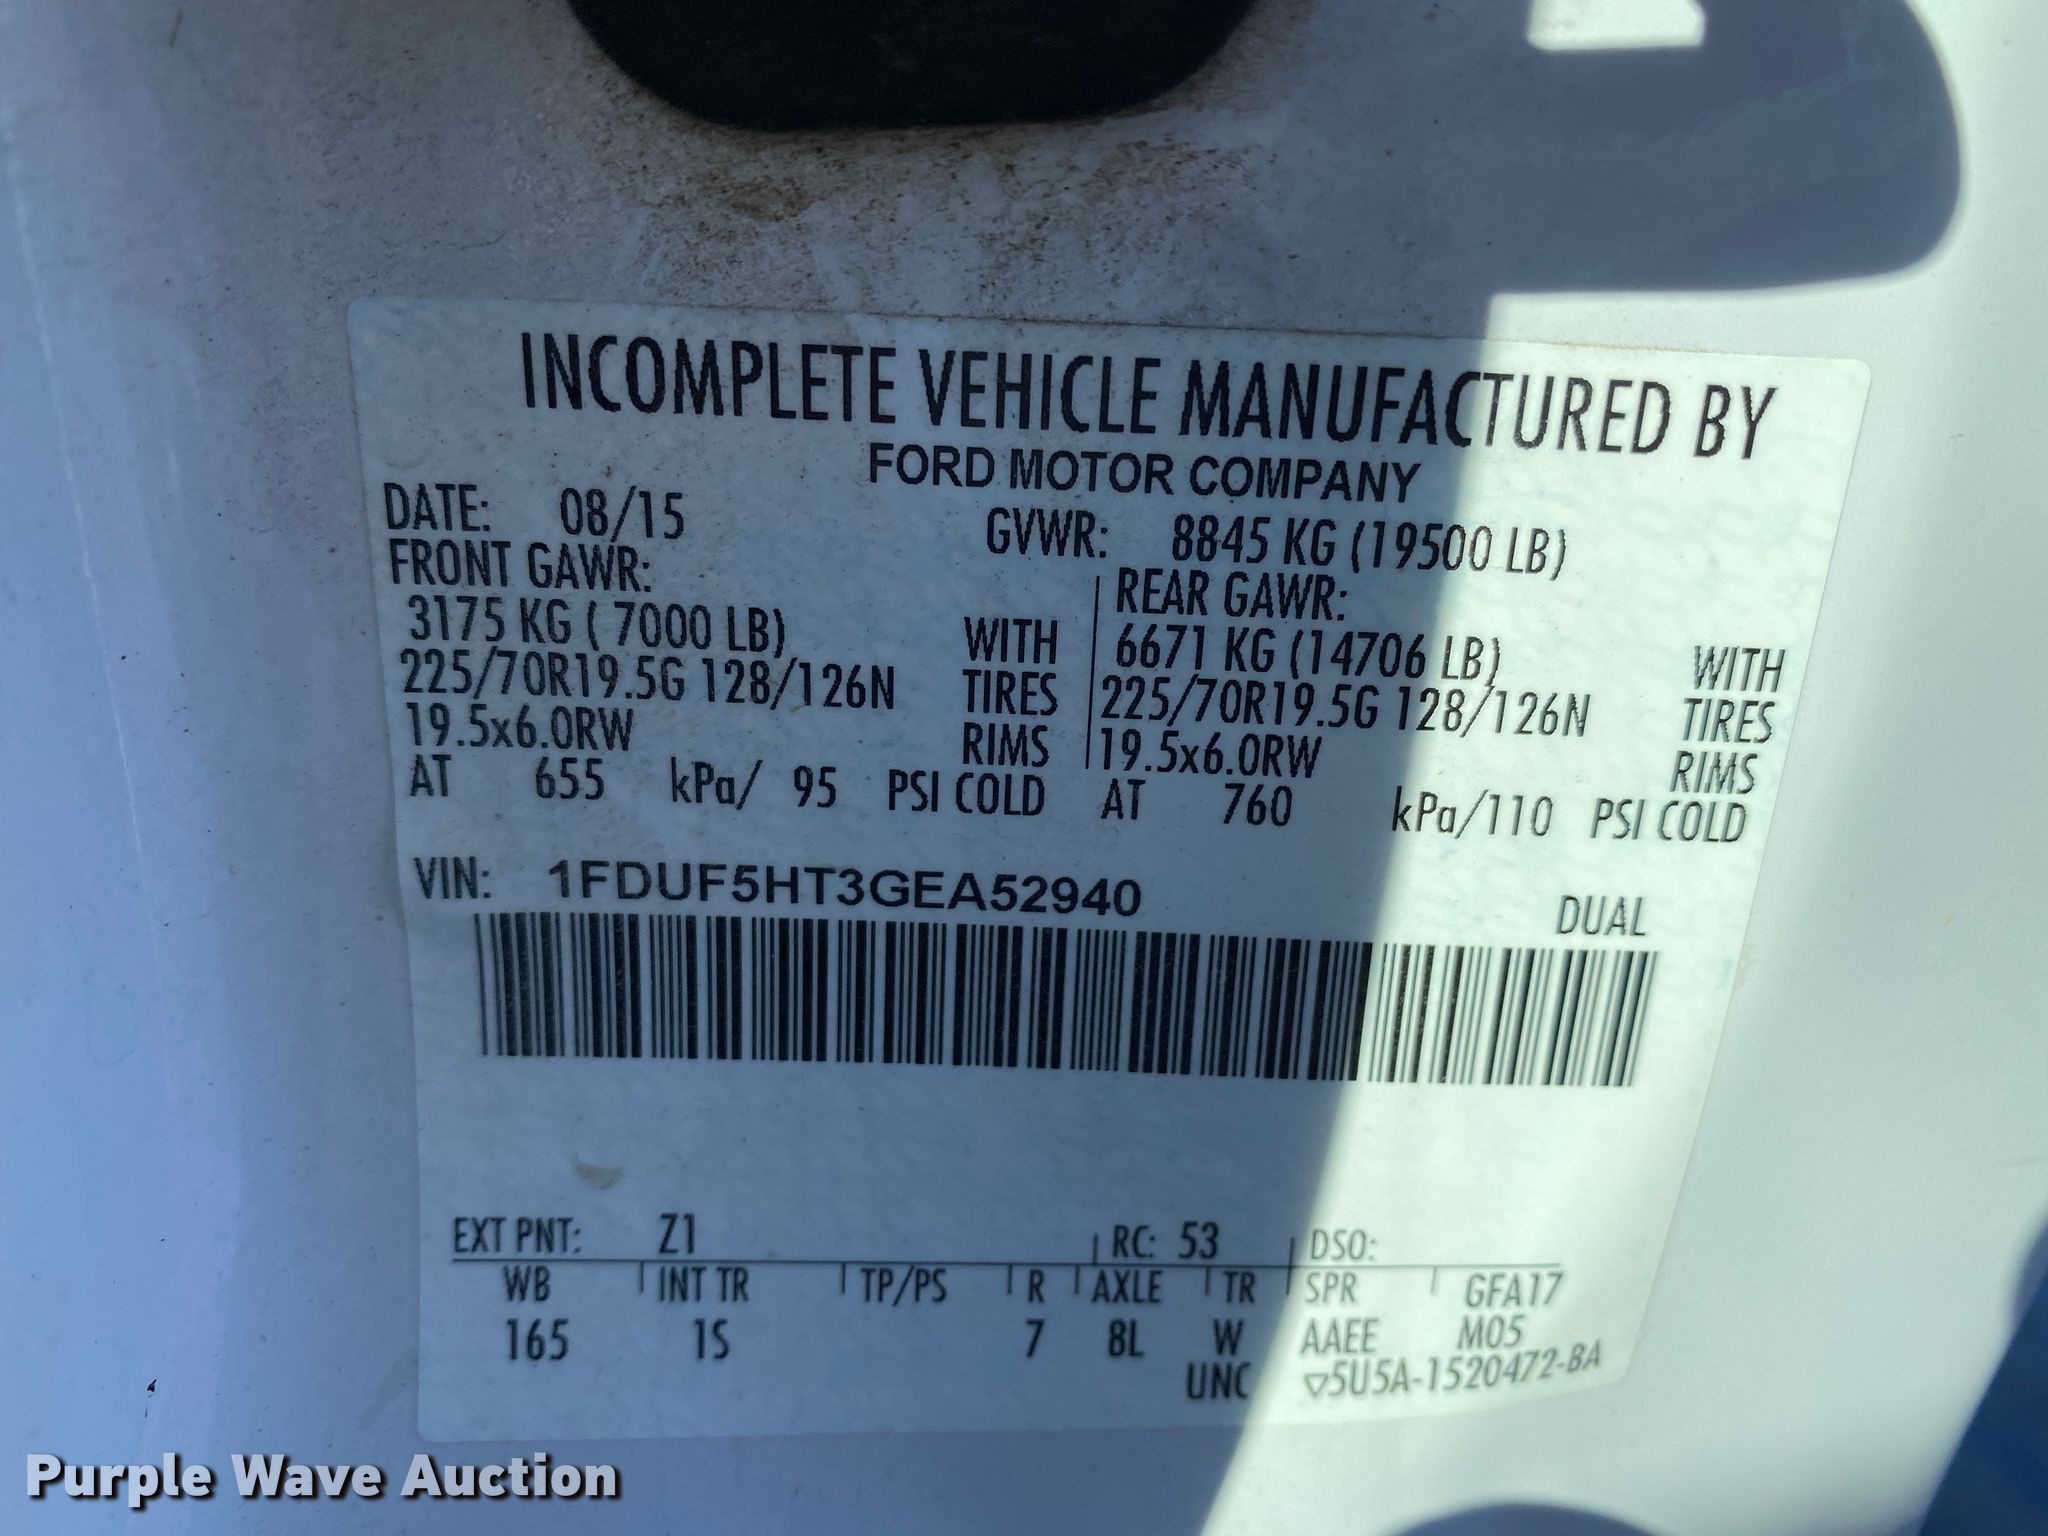 INCOMPLETE VEHICLE MANUFACTURED BY
FORD MOTOR COMPANY
DATE: 08/15 GVWR: 8845 KG (19500 LB)
FRONT GAWR: REAR GAWR:
3175 KG ( 7000 LB) WITH 6671 KG (14706 LB) WITH
225/70R19.5G 128/126N TIRES 225/70R19.5G 128/126N TIRES
19.5x6.0RW RIMS 19.5x6.0RW RIMS
AT 655 kPa/ 95 PSI COLD AT 760 kPa/110 PSI COLD
VIN: 1FDUF5HT3GEA52940
DUAL
EXT PNT: Z1 RC: 53 DSO:
WB INT TR TP/PS R AXLE TR SPR GFA17
165 1S 7 8L W AAEE M05
UNC ▽5U5A-1520472-BA
Purple Wave Auction